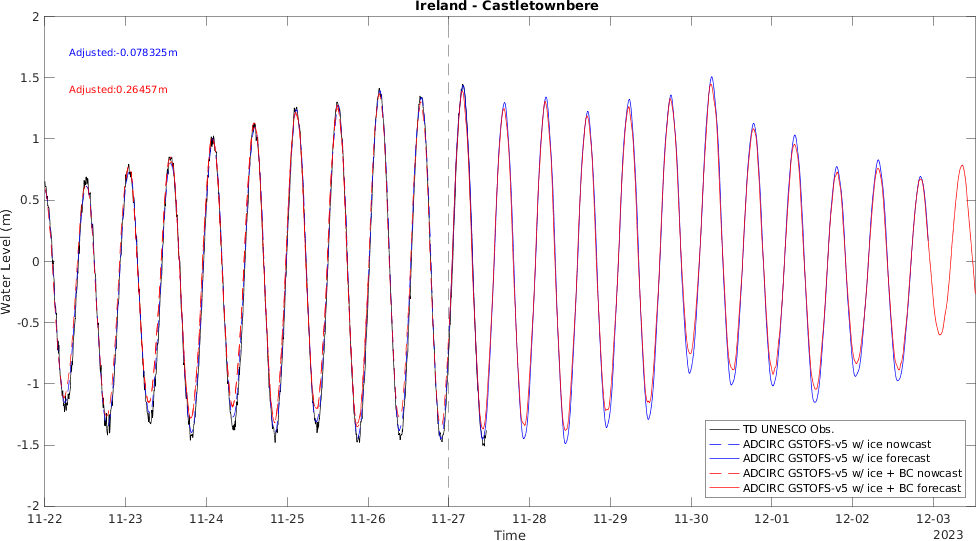 Ireland - Castletownbere
Adjusted:-0.078325m
Adjusted:0.26457m
Water Level (m)
2
1.5
1
0.5
0
-0.5
-1
-1.5
-2
TD UNESCO Obs.
ADCIRC GSTOFS-v5 w/ ice nowcast
ADCIRC GSTOFS-v5 w/ ice forecast
ADCIRC GSTOFS-v5 w/ ice + BC nowcast
ADCIRC GSTOFS-v5 w/ ice + BC forecast
11-22 11-23 11-24 11-25 11-26 11-27 11-28 11-29 11-30 12-01 12-02 12-03
Time
2023